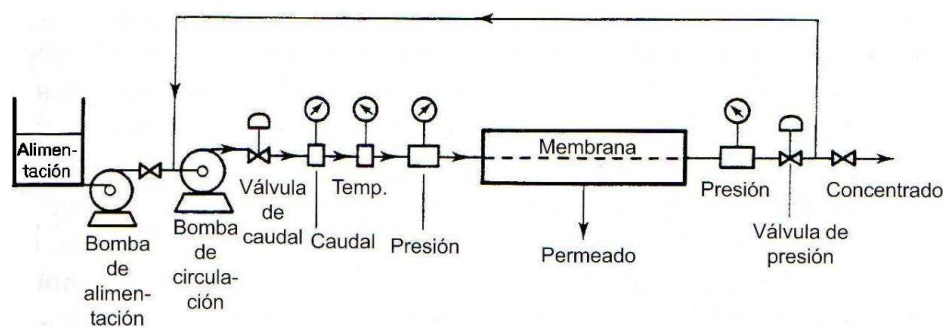 Alimen-
tación
Bomba
de
alimen-
tación
Bomba
de
circula-
ción
Válvula
de
caudal
Caudal
Temp.
Presión
Membrana
Permeado
Presión
Válvula de
presión
Concentrado